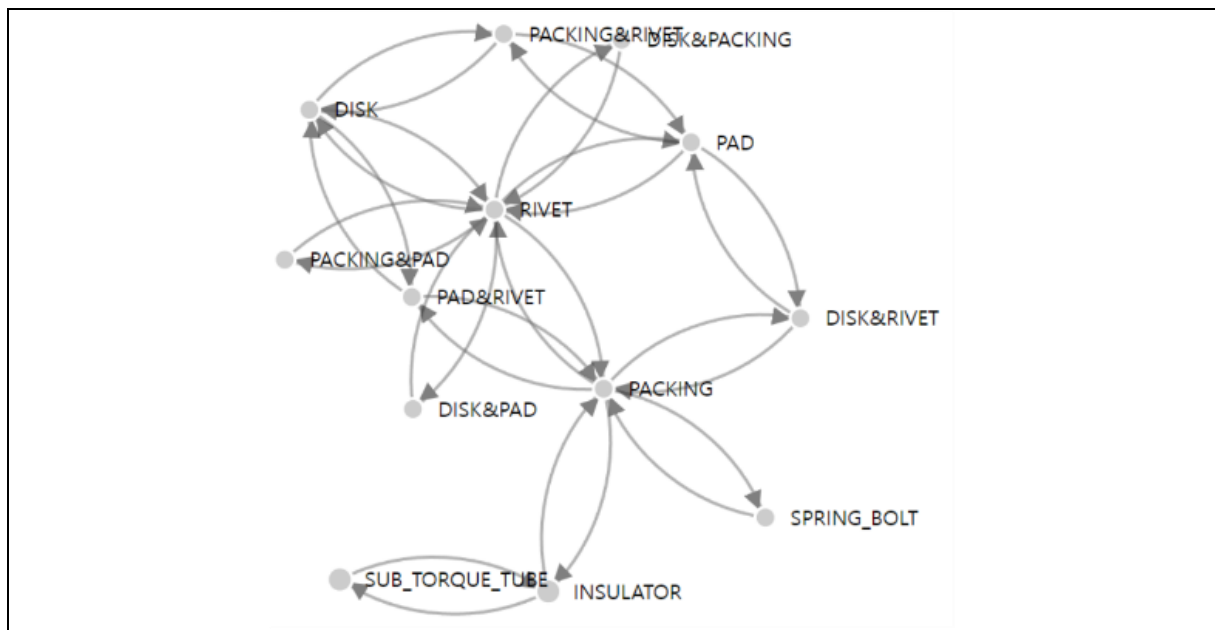 PACKING&RIVET
DISK&PACKING
DISK
PAD
RIVET
PACKING&PAD
PAD&RIVET
DISK&RIVET
PACKING
DISK&PAD
SPRING_BOLT
SUB_TORQUE_TUBE
INSULATOR